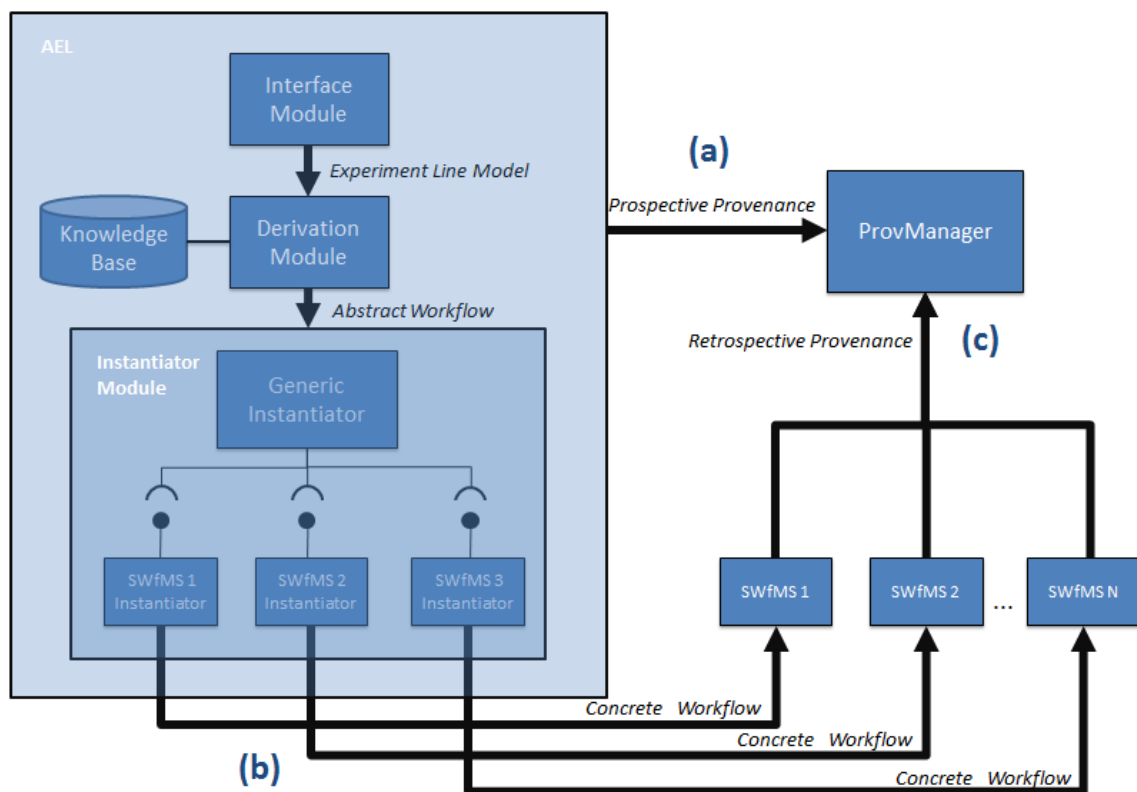 AEL
Interface
Module
Experiment Line Model
Knowledge
Base
Derivation
Module
Abstract Workflow
Instantiator
Module
Generic
Instantiator
SWfMS 1
Instantiator
SWfMS 2
Instantiator
SWfMS 3
Instantiator
(a)
Prospective Provenance
ProvManager
Retrospective Provenance
(c)
SWfMS 1
SWfMS 2
...
SWfMS N
Concrete Workflow
Concrete Workflow
(b)
Concrete Workflow